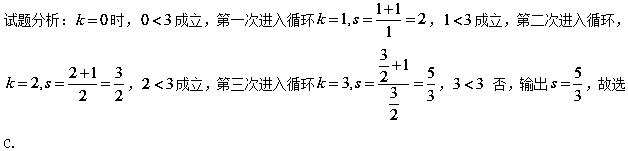 试题分析：k=0时，0<3成立，第一次进入循环k=1,s=\frac{1+1}{1}=2，1<3成立，第二次进入循环，
k=2,s=\frac{2+1}{2}=\frac{3}{2}，2<3成立，第三次进入循环k=3,s=\frac{\frac{3}{2}+1}{\frac{3}{2}}=\frac{5}{3}，3<3 否，输出s=\frac{5}{3}，故选
C.